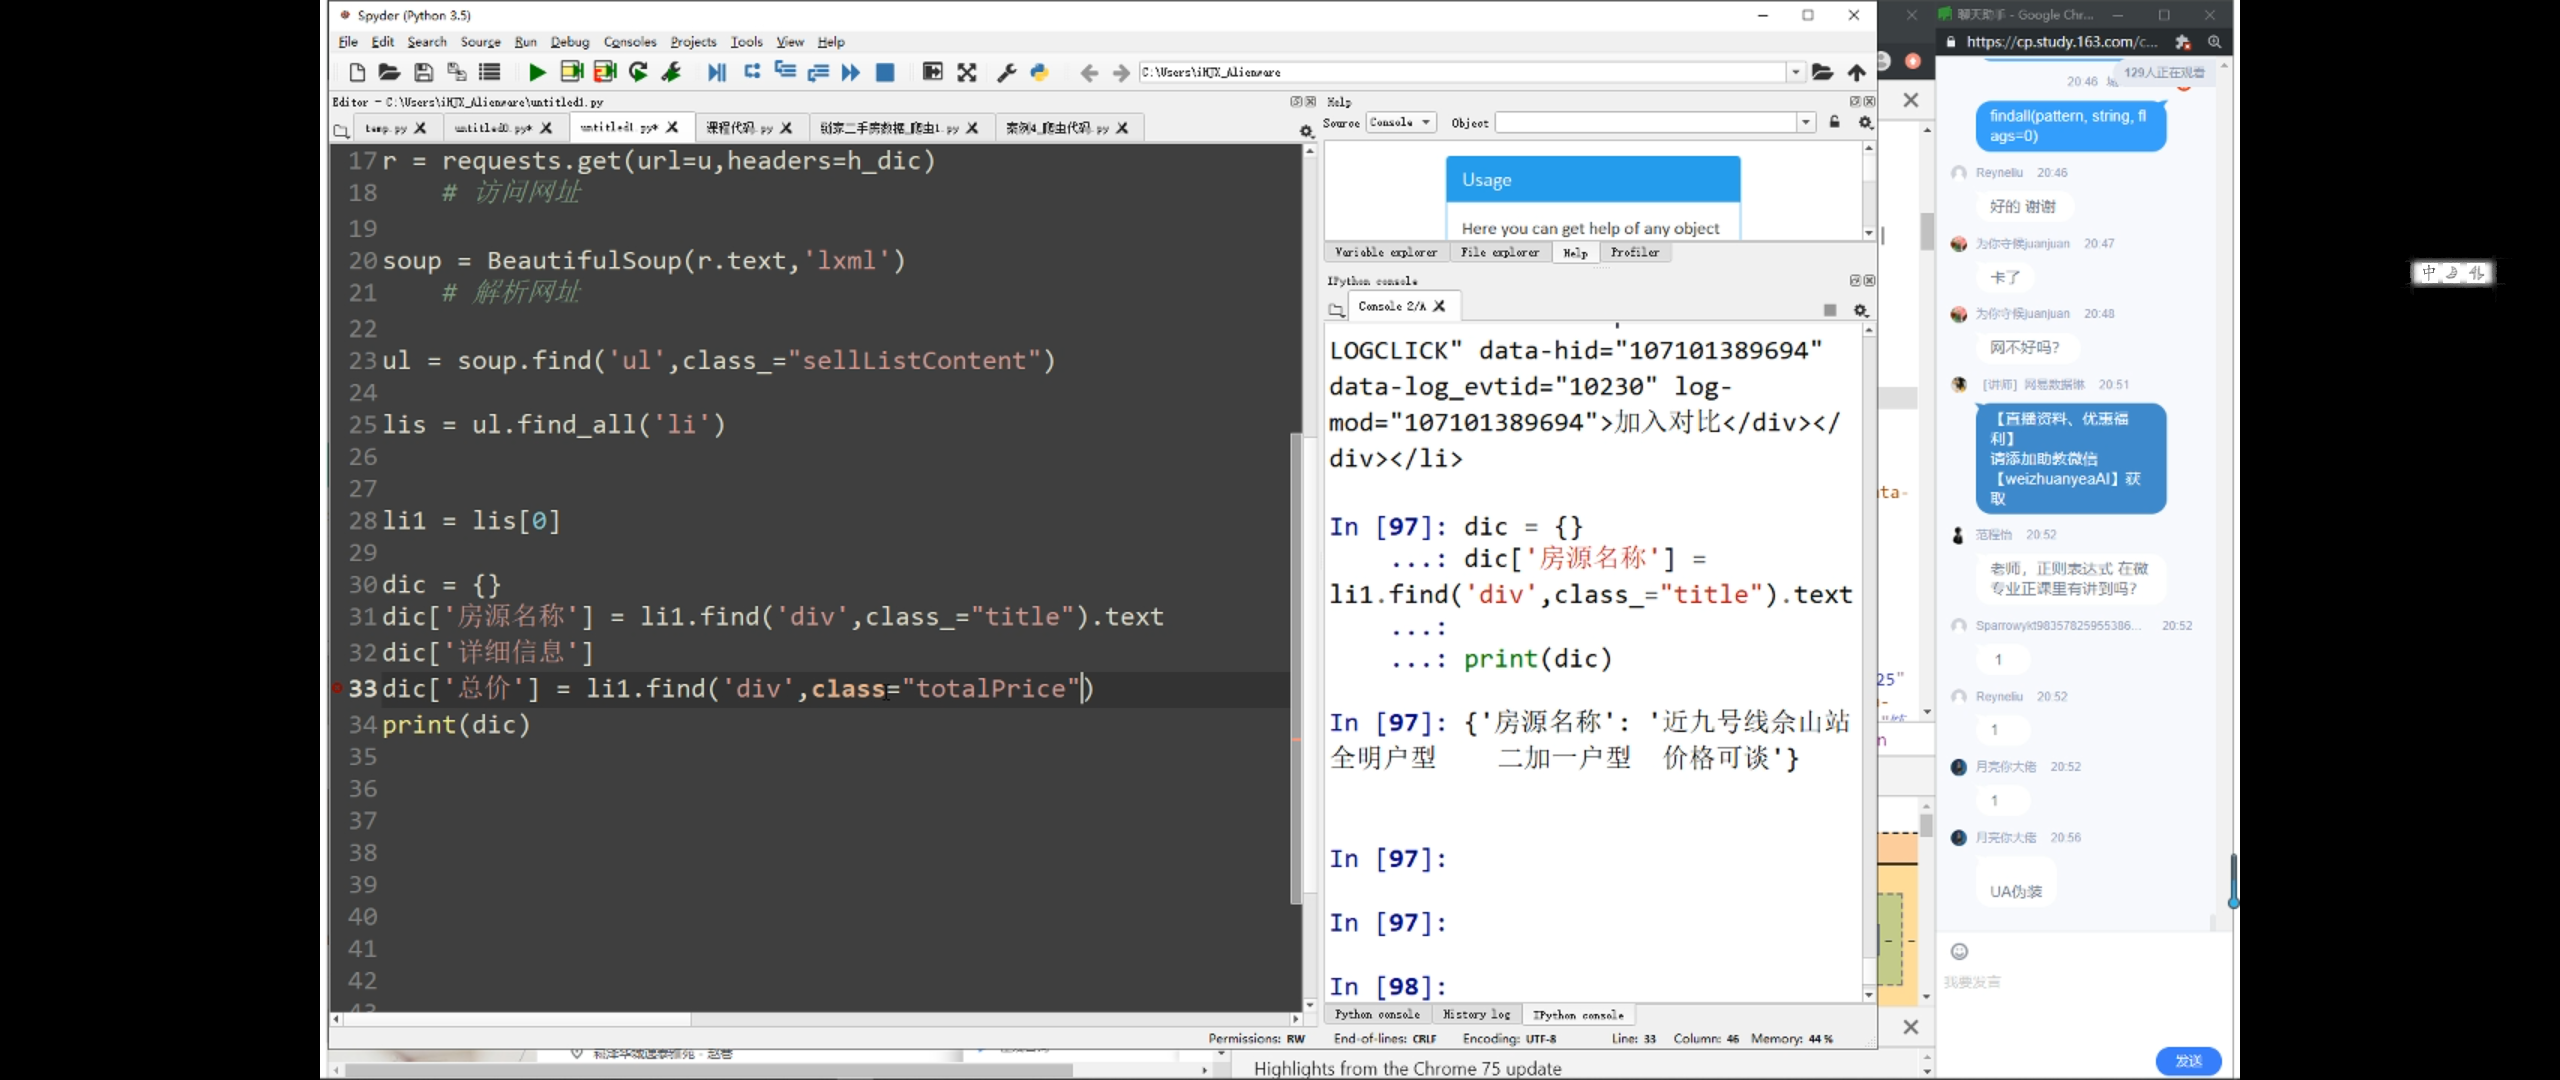 Spyder (Python 3.5)
File Edit Search Source Run Debug Consoles Projects Tools View Help
C:\Users\iHJX_Alienware
Editor - C:\Users\iHJX_Alienware\untitled1.py
temp.py untitled0.py* untitled1.py* 课程代码.py 链家二手房数据_爬虫1.py 案例4_爬虫代码.py
17 r = requests.get(url=u,headers=h_dic)
18 # 访问网址
19
20 soup = BeautifulSoup(r.text,'lxml')
21 # 解析网址
22
23 ul = soup.find('ul',class_="sellListContent")
24
25 lis = ul.find_all('li')
26
27
28 li1 = lis[0]
29
30 dic = {}
31 dic['房源名称'] = li1.find('div',class_="title").text
32 dic['详细信息']
33 dic['总价'] = li1.find('div',class="totalPrice")
34 print(dic)
35
36
37
38
39
40
41
42
Help
Source Console Object
Usage
Here you can get help of any object
Variable explorer File explorer Help Profiler
IPython console
Console 2/A
LOGCLICK" data-hid="107101389694"
data-log_evtid="10230" log-
mod="107101389694">加入对比</div></
div></li>
In [97]: dic = {}
...: dic['房源名称'] =
li1.find('div',class_="title").text
...:
...: print(dic)
In [97]: {'房源名称': '近九号线佘山站
全明户型 二加一户型 价格可谈'}
In [97]:
In [97]:
In [98]:
Python console History log IPython console
Permissions: RW End-of-lines: CRLF Encoding: UTF-8 Line: 33 Column: 46 Memory: 44 %
Highlights from the Chrome 75 update
聊天助手 - Google Chr...
https://cp.study.163.com/c...
129人正在观看
20:46
findall(pattern, string, fl
ags=0)
Reyneliu 20:46
好的 谢谢
为你守候juanjuan 20:47
卡了
为你守候juanjuan 20:48
网不好吗?
[讲师] 网易数据琳 20:51
【直播资料、优惠福
利】
请添加助教微信
【weizhuanyeaAI】获
取
范程怡 20:52
老师，正则表达式 在微
专业正课里有讲到吗?
Sparrowykt98357825955386... 20:52
1
Reyneliu 20:52
1
月亮你大佬 20:52
1
月亮你大佬 20:56
UA伪装
我要发言
发送
中